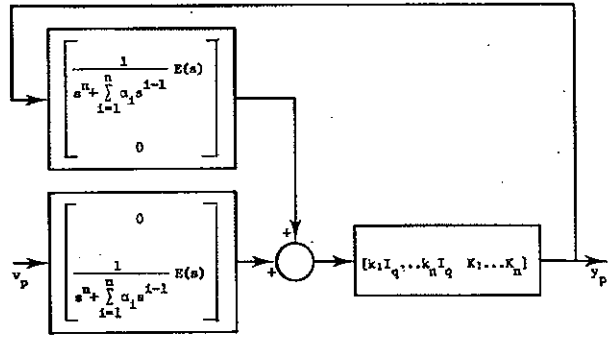 1
s^n + Σ_{i=1}^{n} α_i s^{i-1} E(s)
0
0
1
s^n + Σ_{i=1}^{n} α_i s^{i-1} E(s)
v_p
+
+
[k_1 I_q,...k_n I_q K_1...K_n]
y_p